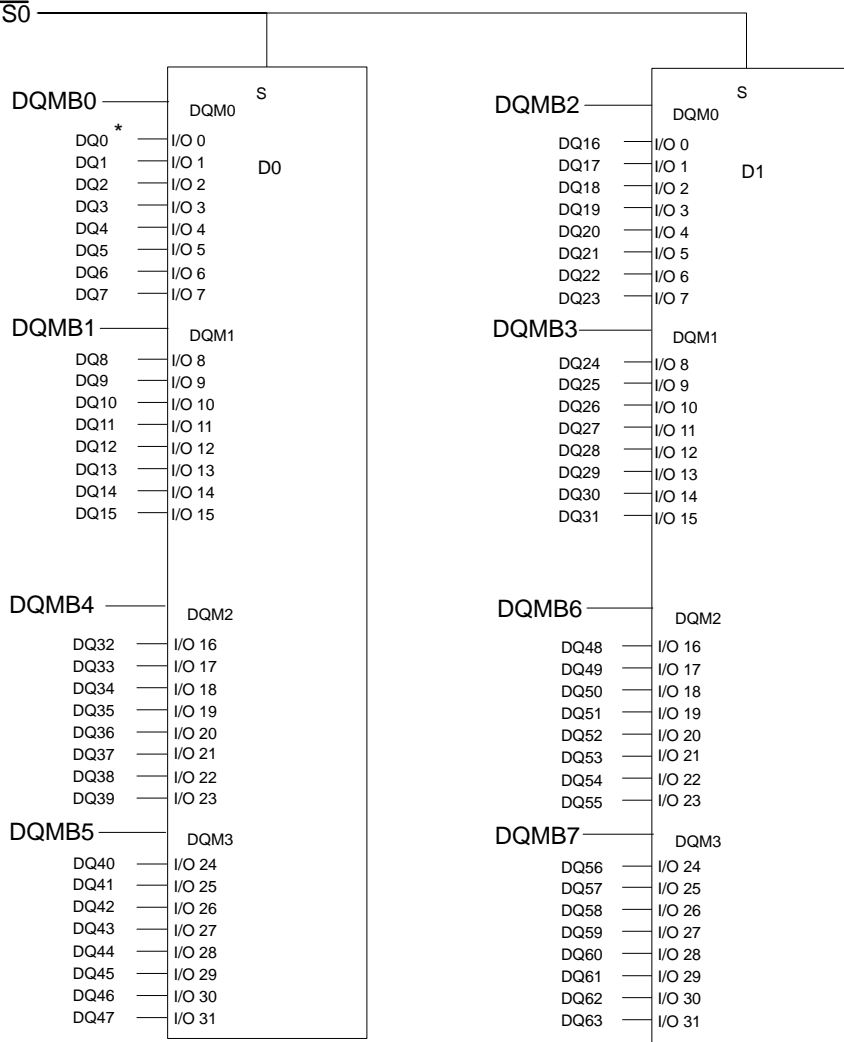 S0
S
DQMB0
DQM0
DQ0 * I/O 0
DQ1 I/O 1
D0
DQ2 I/O 2
DQ3 I/O 3
DQ4 I/O 4
DQ5 I/O 5
DQ6 I/O 6
DQ7 I/O 7
DQMB1
DQM1
DQ8 I/O 8
DQ9 I/O 9
DQ10 I/O 10
DQ11 I/O 11
DQ12 I/O 12
DQ13 I/O 13
DQ14 I/O 14
DQ15 I/O 15
DQMB4
DQM2
DQ32 I/O 16
DQ33 I/O 17
DQ34 I/O 18
DQ35 I/O 19
DQ36 I/O 20
DQ37 I/O 21
DQ38 I/O 22
DQ39 I/O 23
DQMB5
DQM3
DQ40 I/O 24
DQ41 I/O 25
DQ42 I/O 26
DQ43 I/O 27
DQ44 I/O 28
DQ45 I/O 29
DQ46 I/O 30
DQ47 I/O 31
S
DQMB2
DQM0
DQ16 I/O 0
DQ17 I/O 1
D1
DQ18 I/O 2
DQ19 I/O 3
DQ20 I/O 4
DQ21 I/O 5
DQ22 I/O 6
DQ23 I/O 7
DQMB3
DQM1
DQ24 I/O 8
DQ25 I/O 9
DQ26 I/O 10
DQ27 I/O 11
DQ28 I/O 12
DQ29 I/O 13
DQ30 I/O 14
DQ31 I/O 15
DQMB6
DQM2
DQ48 I/O 16
DQ49 I/O 17
DQ50 I/O 18
DQ51 I/O 19
DQ52 I/O 20
DQ53 I/O 21
DQ54 I/O 22
DQ55 I/O 23
DQMB7
DQM3
DQ56 I/O 24
DQ57 I/O 25
DQ58 I/O 26
DQ59 I/O 27
DQ60 I/O 28
DQ61 I/O 29
DQ62 I/O 30
DQ63 I/O 31